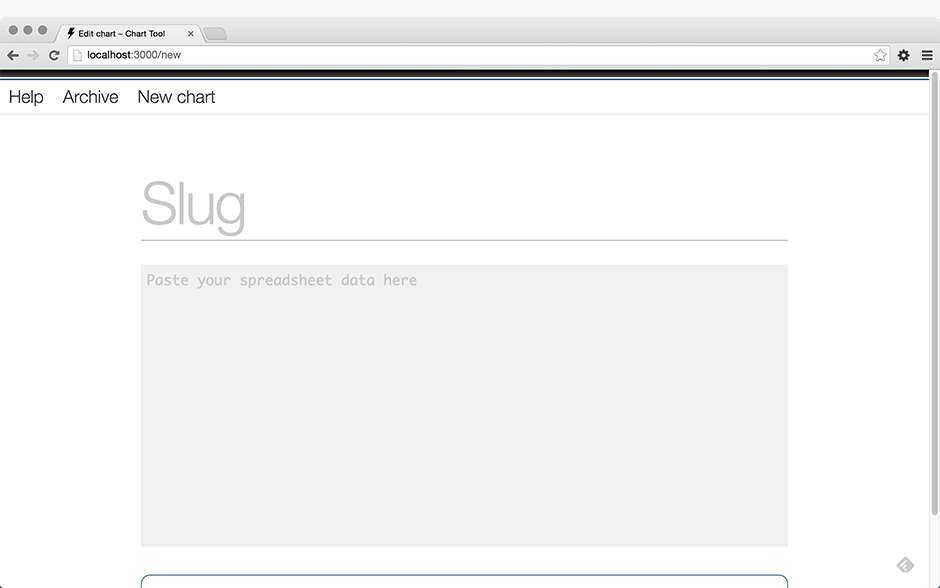 Edit chart – Chart Tool
localhost:3000/new
Help Archive New chart
Slug
Paste your spreadsheet data here